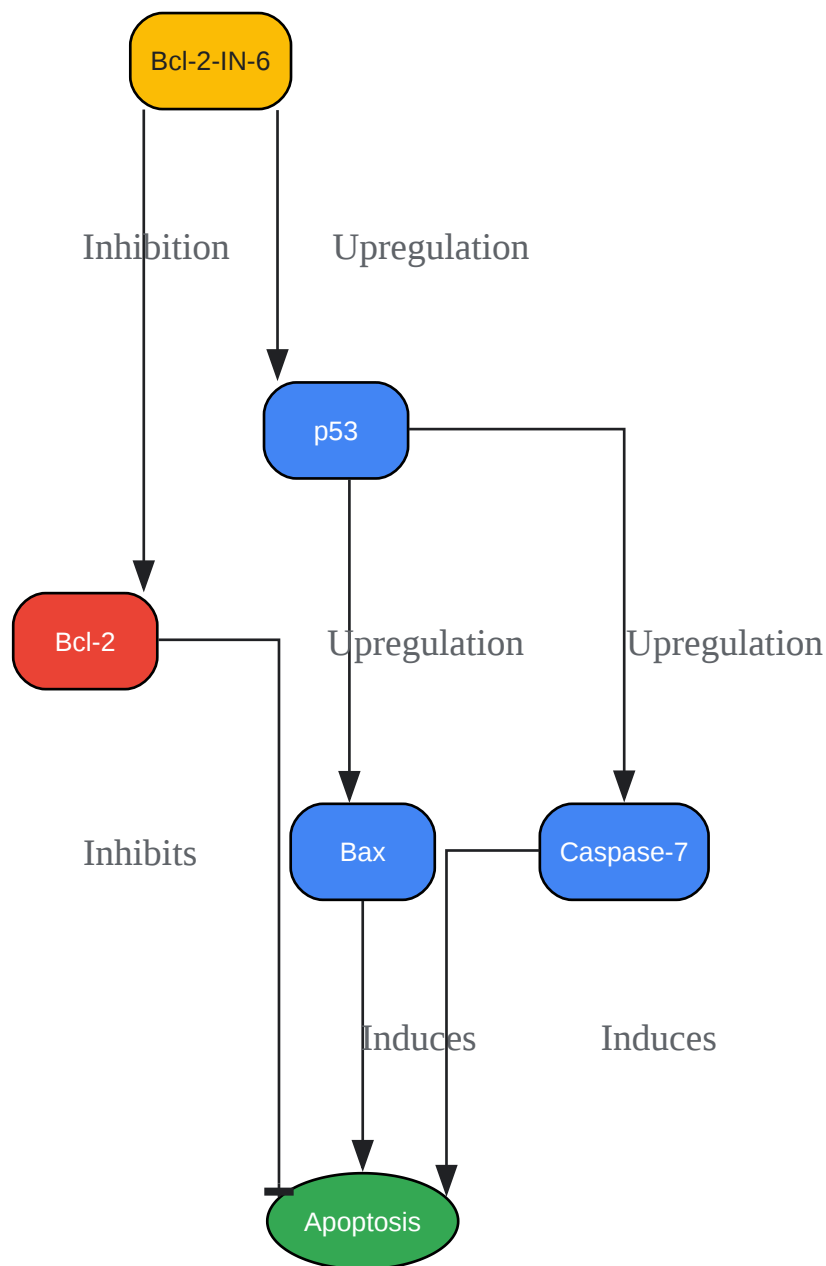 Bcl-2-IN-6
Inhibition
Upregulation
p53
Bcl-2
Upregulation
Upregulation
Inhibits
Bax
Caspase-7
Induces
Induces
Apoptosis